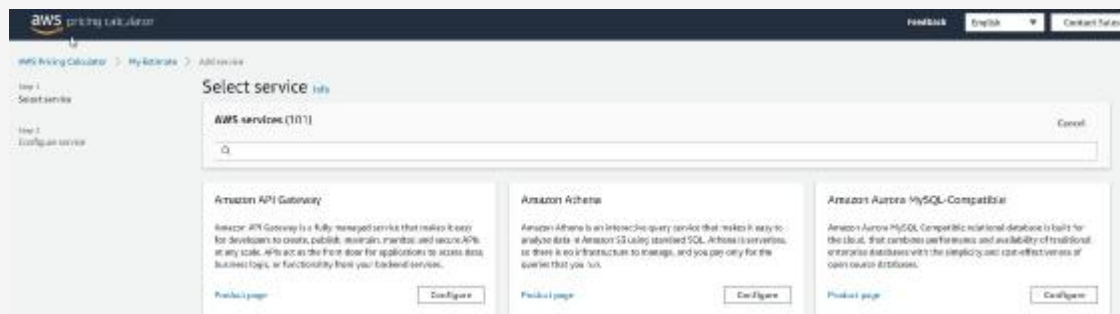 aws pricing calculator
Feedback
English
Contact Sales
AWS Pricing Calculator > My Estimate > Add service
Step 1
Select service
Step 2
Configure service
Select service Info
AWS services (101)
Cancel
Amazon API Gateway
Amazon API Gateway is a fully managed service that makes it easy
for developers to create, publish, maintain, monitor, and secure APIs
at any scale. APIs act as the front door for applications to access data,
business logic, or functionality from your backend services.
Product page
Configure
Amazon Athena
Amazon Athena is an interactive query service that makes it easy to
analyze data in Amazon S3 using standard SQL. Athena is serverless,
so there is no infrastructure to manage, and you pay only for the
queries that you run.
Product page
Configure
Amazon Aurora MySQL-Compatible
Amazon Aurora MySQL Compatible relational database is built for
the cloud, that combines performance and availability of traditional
enterprise databases with the simplicity and cost-effectiveness of
open source databases.
Product page
Configure